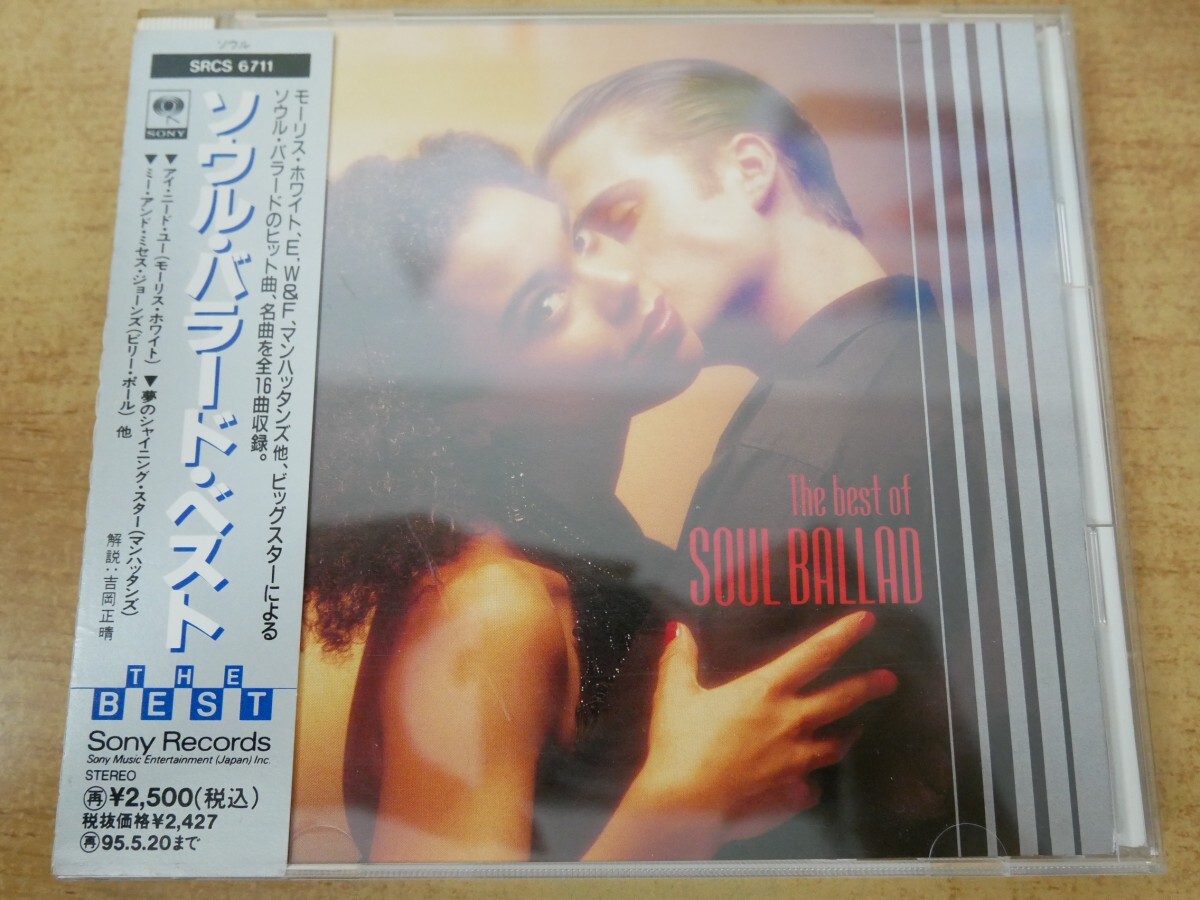 ソウル
SRCS 6711
SONY
ソウル・バラード・ベスト
モーリス・ホワイト、E,W&F、マンハッタンズ他、ビッグスターによる
ソウル・バラードのヒット曲、名曲を全16曲収録。
▼アイ・ニード・ユー(モーリス・ホワイト) ▼夢のシャイニング・スター(マンハッタンズ)
▼ミー・アンド・ミセス・ジョーンズ(ビリー・ポール) 他
解説:吉岡正晴
THE
BEST
Sony Records
Sony Music Entertainment (Japan) Inc.
STEREO
再¥2,500(税込)
税抜価格¥2,427
再95.5.20まで
The best of
SOUL BALLAD